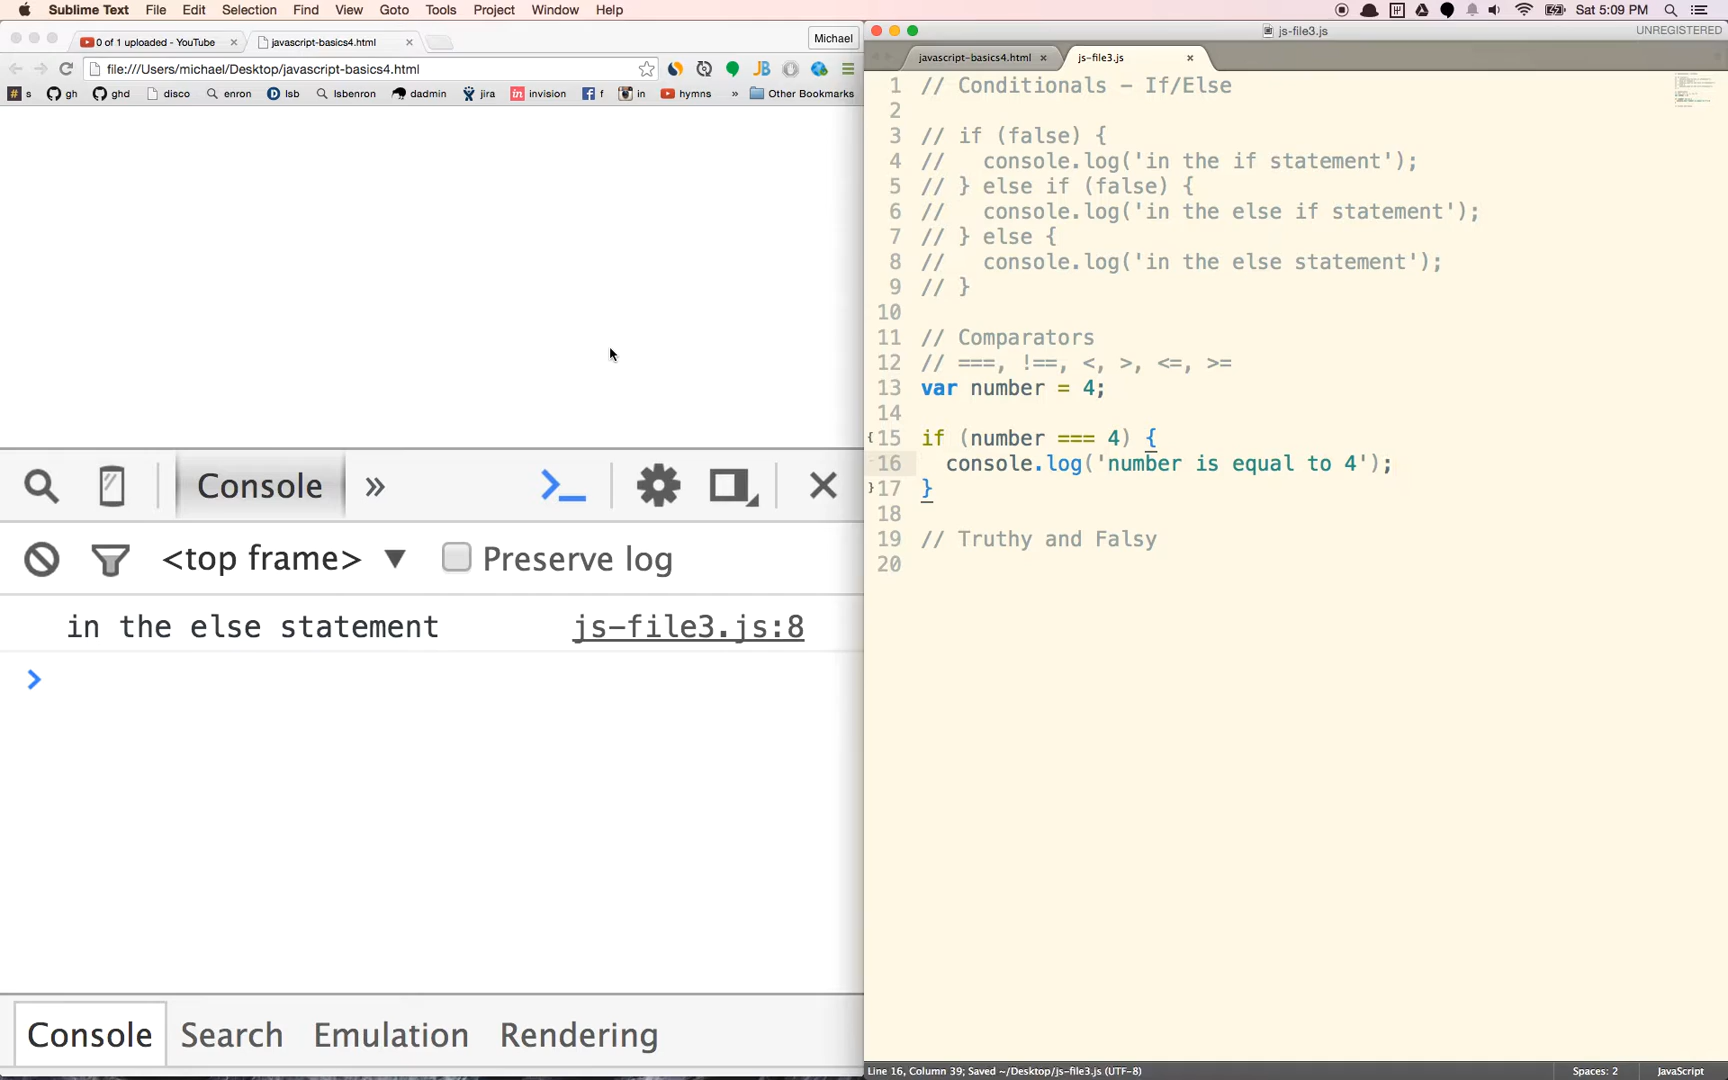 Sublime Text File Edit Selection Find View Goto Tools Project Window Help Sat 5:09 PM
0 of 1 uploaded - YouTube javascript-basics4.html Michael
file:///Users/michael/Desktop/javascript-basics4.html
s gh ghd disco enron lsb lsbenron dadmin jira invision f in hymns » Other Bookmarks
Console »
<top frame> ▼ Preserve log
in the else statement js-file3.js:8
>
Console Search Emulation Rendering
js-file3.js UNREGISTERED
javascript-basics4.html js-file3.js
1 // Conditionals - If/Else
2
3 // if (false) {
4 //   console.log('in the if statement');
5 // } else if (false) {
6 //   console.log('in the else if statement');
7 // } else {
8 //   console.log('in the else statement');
9 // }
10
11 // Comparators
12 // ===, !==, <, >, <=, >=
13 var number = 4;
14
15 if (number === 4) {
16   console.log('number is equal to 4');
17 }
18
19 // Truthy and Falsy
20
Line 16, Column 39; Saved ~/Desktop/js-file3.js (UTF-8) Spaces: 2 JavaScript